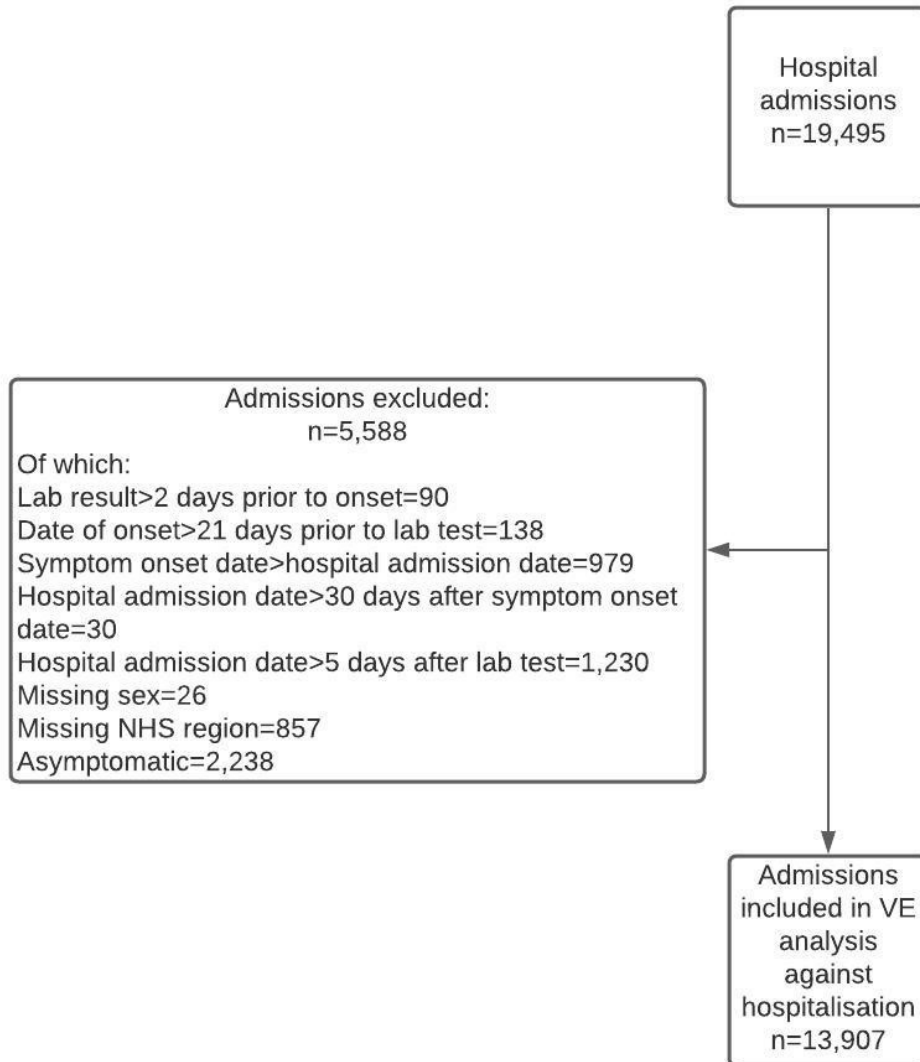 Hospital
admissions
n=19,495
Admissions excluded:
n=5,588
Of which:
Lab result>2 days prior to onset=90
Date of onset>21 days prior to lab test=138
Symptom onset date>hospital admission date=979
Hospital admission date>30 days after symptom onset
date=30
Hospital admission date>5 days after lab test=1,230
Missing sex=26
Missing NHS region=857
Asymptomatic=2,238
Admissions
included in VE
analysis
against
hospitalisation
n=13,907